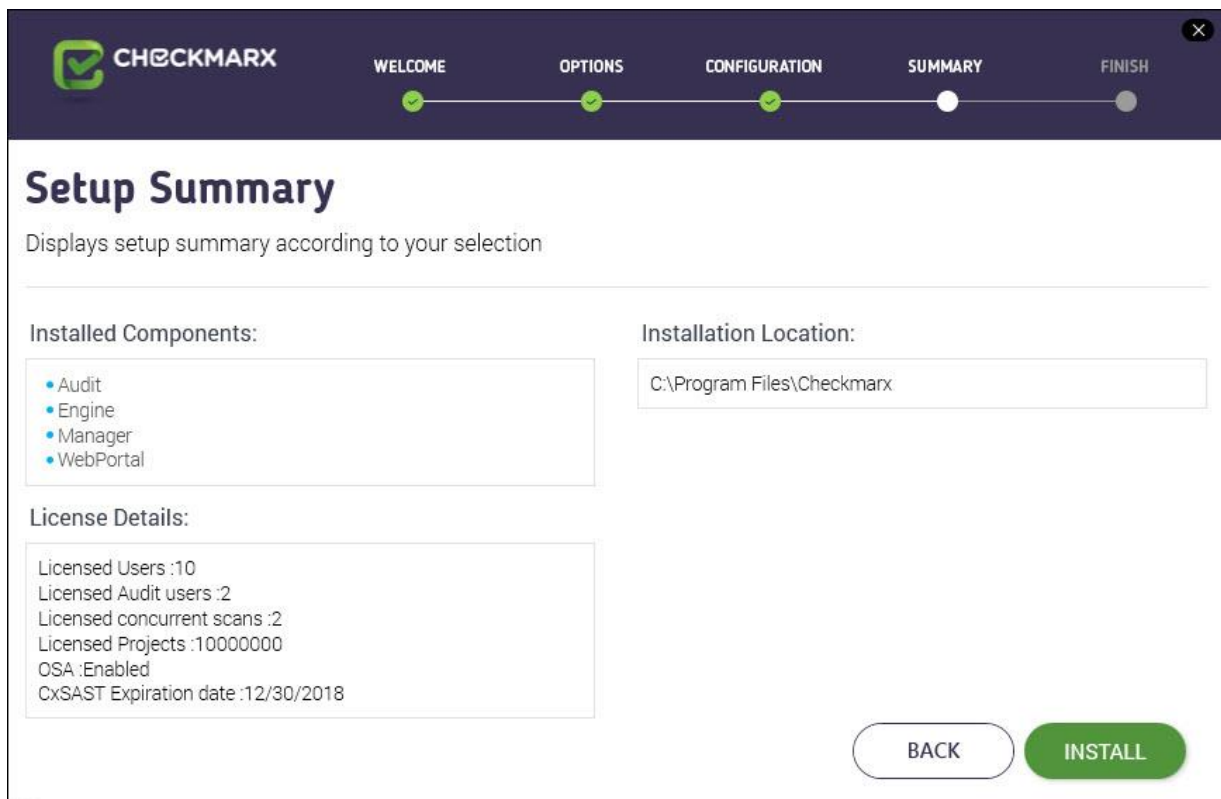 CHECKMARX
WELCOME
OPTIONS
CONFIGURATION
SUMMARY
FINISH
Setup Summary
Displays setup summary according to your selection
Installed Components:
• Audit
• Engine
• Manager
• WebPortal
Installation Location:
C:\Program Files\Checkmarx
License Details:
Licensed Users :10
Licensed Audit users :2
Licensed concurrent scans :2
Licensed Projects :10000000
OSA :Enabled
CxSAST Expiration date :12/30/2018
BACK
INSTALL